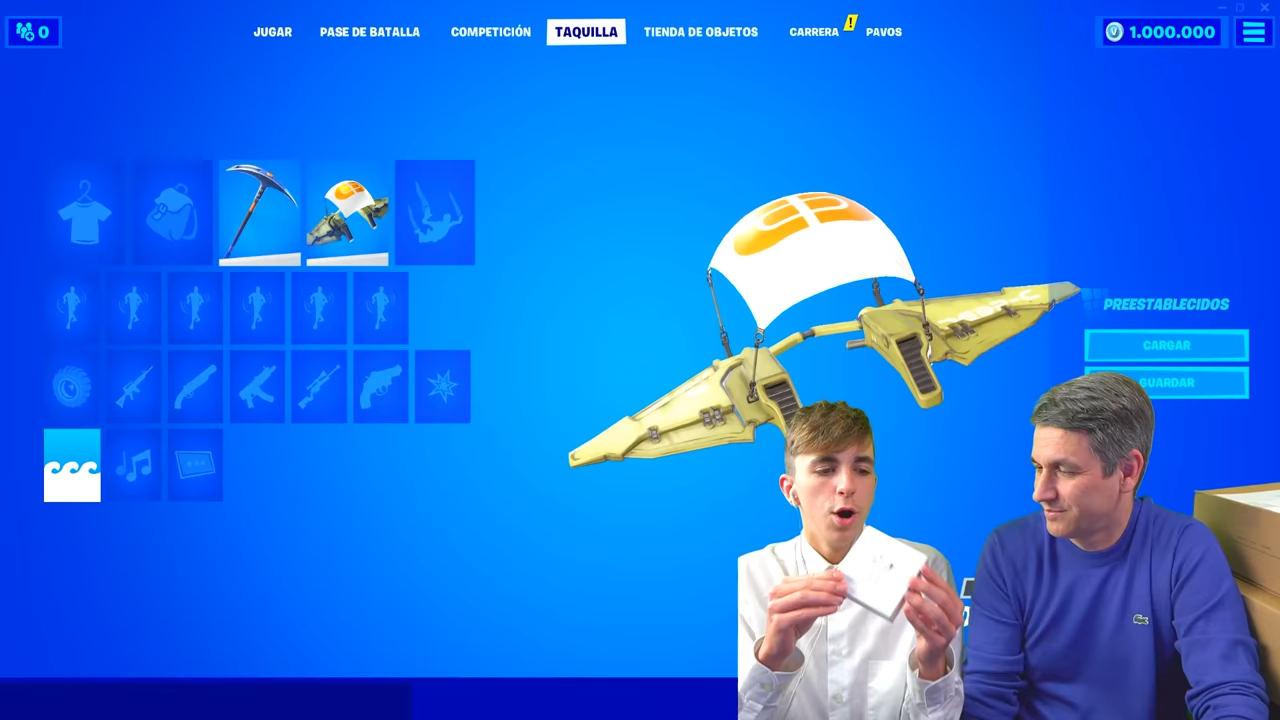 0
JUGAR
PASE DE BATALLA
COMPETICIÓN
TAQUILLA
TIENDA DE OBJETOS
CARRERA
!
PAVOS
1.000.000
PREESTABLECIDOS
CARGAR
GUARDAR